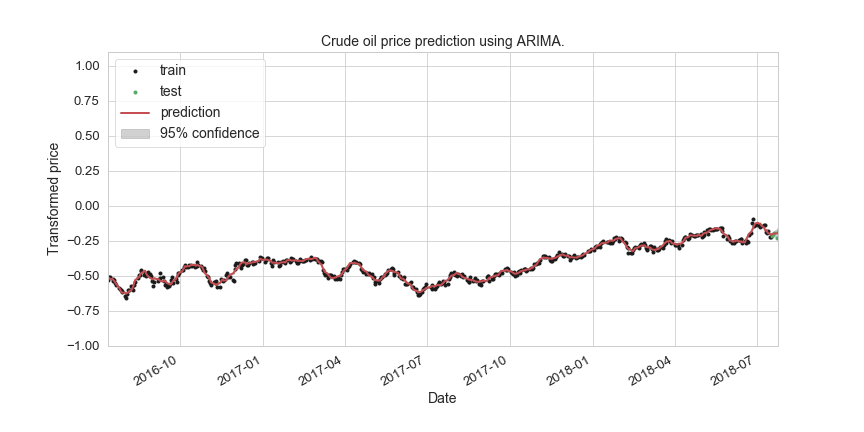 Crude oil price prediction using ARIMA.
1.00
0.75
0.50
0.25
0.00
−0.25
−0.50
−0.75
−1.00
Transformed price
train
test
prediction
95% confidence
2016-10
2017-01
2017-04
2017-07
2017-10
2018-01
2018-04
2018-07
Date